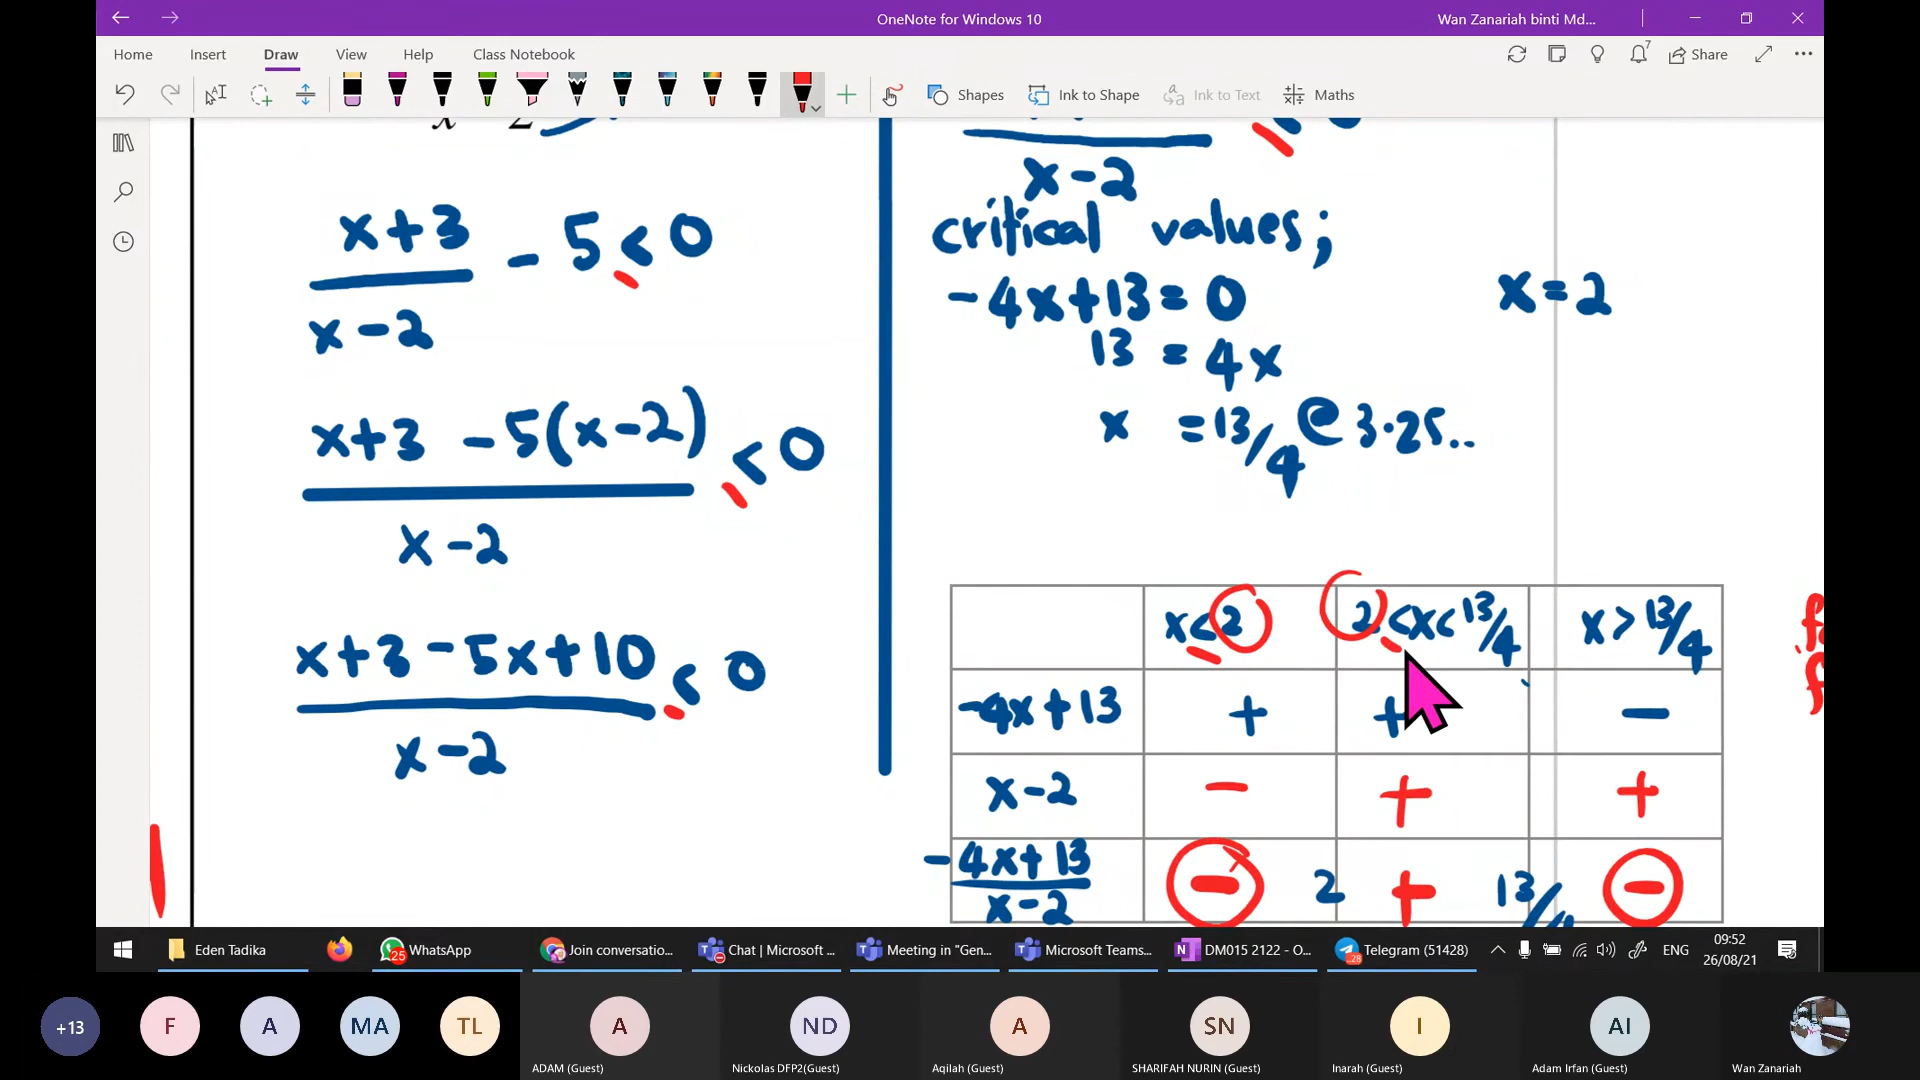 OneNote for Windows 10
Wan Zanariah binti Md...
Home Insert Draw View Help Class Notebook
7
Share
Shapes
Ink to Shape
Ink to Text
Maths
x 2
x+3
- 5 ≤ 0
x-2
x+3 -5(x-2) ≤ 0
x-2
x+3-5x+10 ≤ 0
x-2
x-2
critical values;
-4x+13 = 0
x=2
13 = 4x
x = 13/4 @ 3.25..
x≤2 2≤x<13/4 x>13/4
-4x+13 + + -
x-2 - + +
-4x+13
x-2
- 2 + 13/4 -
Eden Tadika
25
WhatsApp
Join conversatio...
Chat | Microsoft ...
Meeting in "Gen...
Microsoft Teams...
DM015 2122 - O...
28
Telegram (51428)
ENG
09:52
26/08/21
+13 F A MA TL A ND A SN I AI
ADAM (Guest)
Nickolas DFP2(Guest)
Aqilah (Guest)
SHARIFAH NURIN (Guest)
Inarah (Guest)
Adam Irfan (Guest)
Wan Zanariah